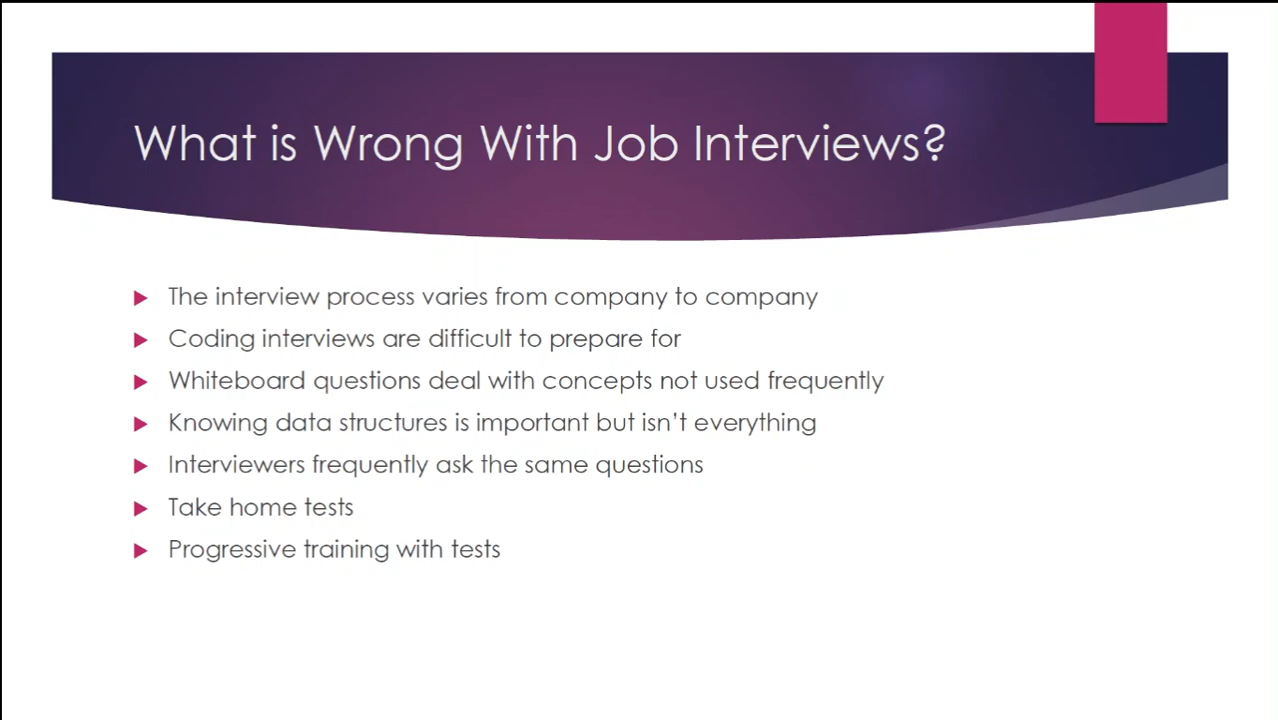 What is Wrong With Job Interviews?
The interview process varies from company to company
Coding interviews are difficult to prepare for
Whiteboard questions deal with concepts not used frequently
Knowing data structures is important but isn’t everything
Interviewers frequently ask the same questions
Take home tests
Progressive training with tests